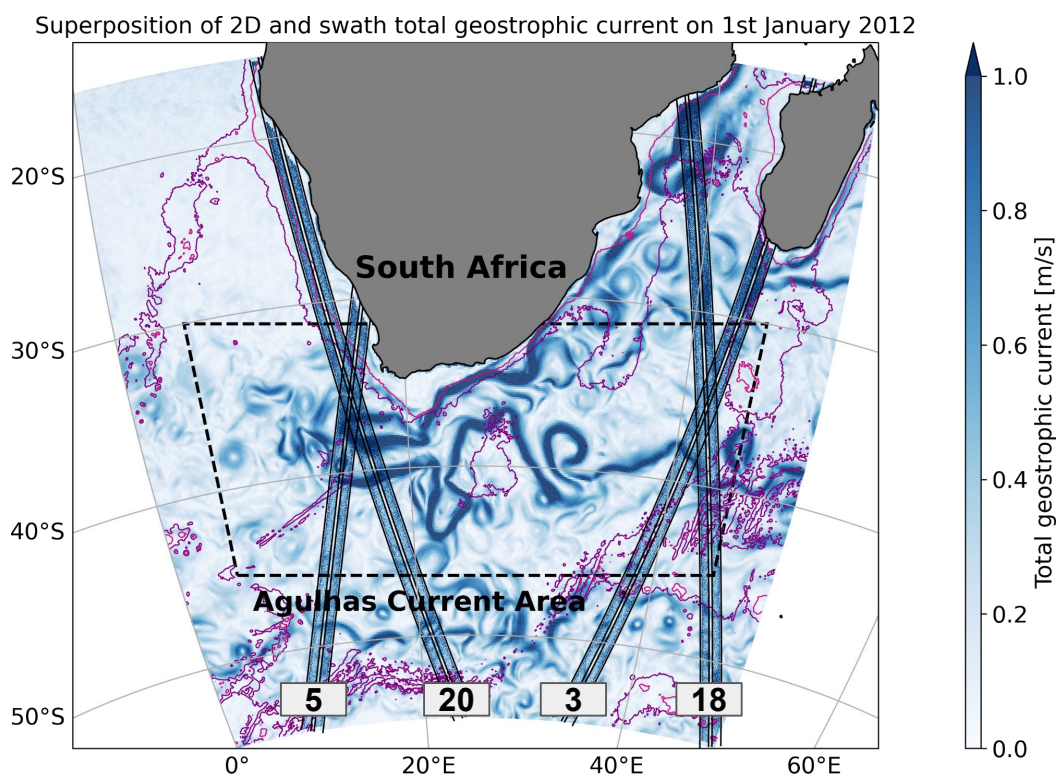 Superposition of 2D and swath total geostrophic current on 1st January 2012
South Africa
Agulhas Current Area
5
20
3
18
20°S
30°S
40°S
50°S
0°
20°E
40°E
60°E
1.0
0.8
0.6
0.4
0.2
0.0
Total geostrophic current [m/s]